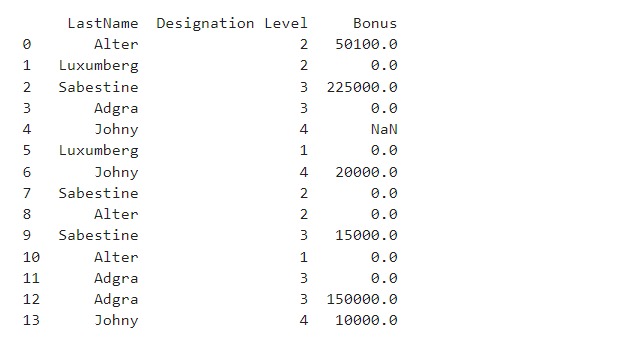 LastName Designation Level Bonus
0 Alter 2 50100.0
1 Luxumberg 2 0.0
2 Sabestine 3 225000.0
3 Adgra 3 0.0
4 Johny 4 NaN
5 Luxumberg 1 0.0
6 Johny 4 20000.0
7 Sabestine 2 0.0
8 Alter 2 0.0
9 Sabestine 3 15000.0
10 Alter 1 0.0
11 Adgra 3 0.0
12 Adgra 3 150000.0
13 Johny 4 10000.0